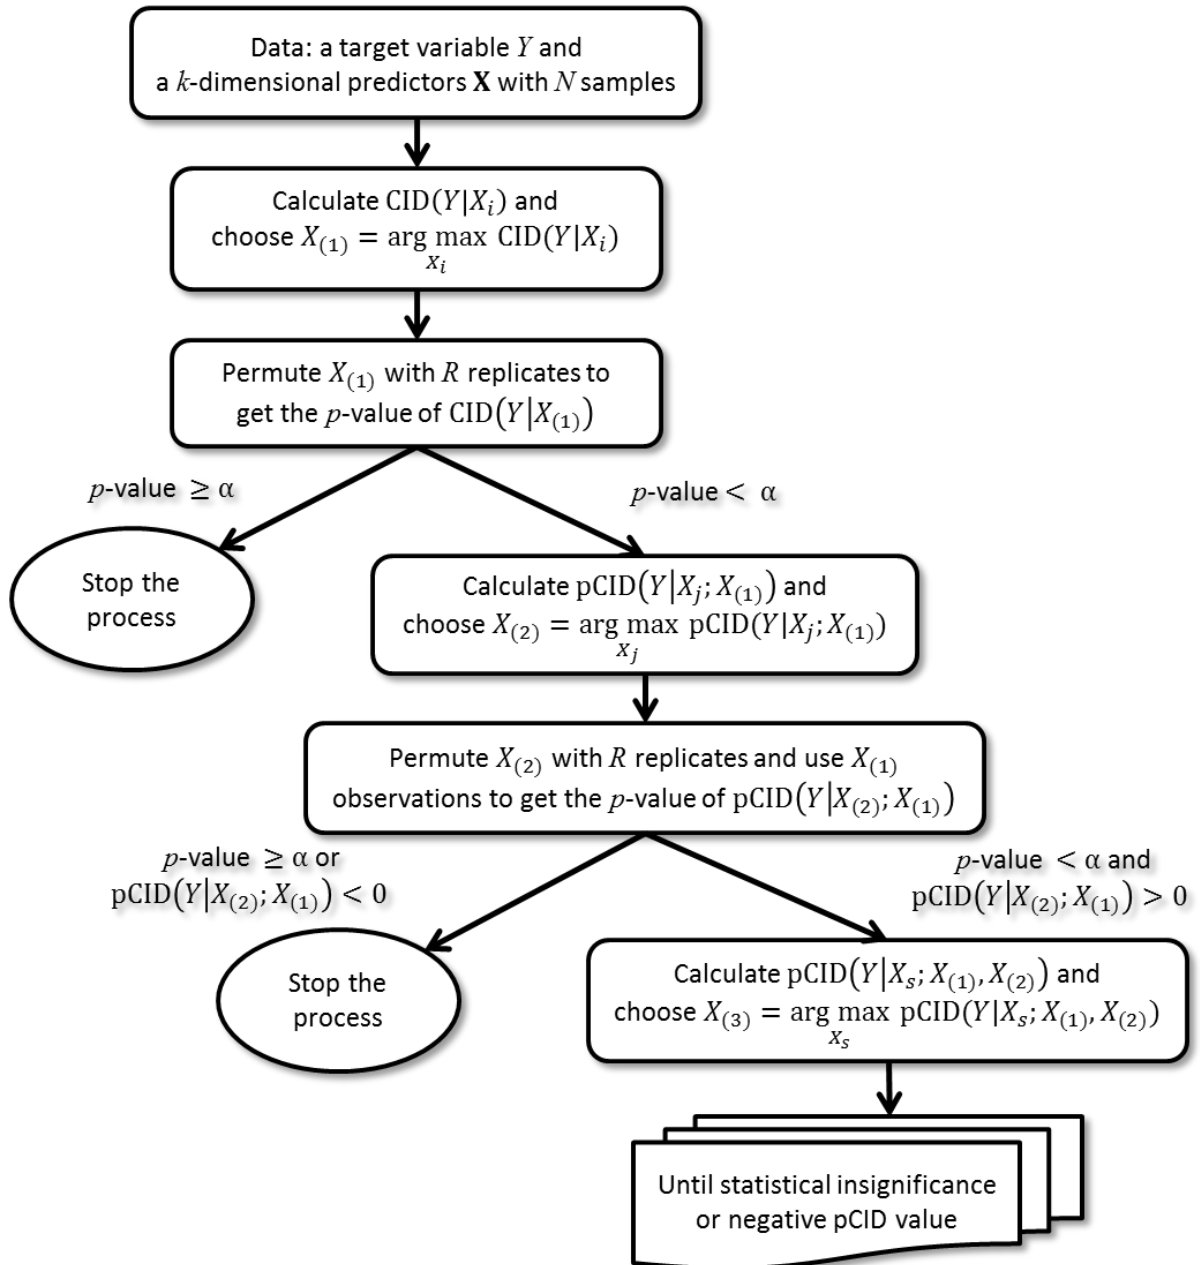 Data: a target variable Y and
a k-dimensional predictors X with N samples
Calculate CID(Y|X_i) and
choose X_(1) = arg max CID(Y|X_i)
X_i
Permute X_(1) with R replicates to
get the p-value of CID(Y|X_(1))
p-value ≥ α
p-value < α
Stop the
process
Calculate pCID(Y|X_j; X_(1)) and
choose X_(2) = arg max pCID(Y|X_j; X_(1))
X_j
Permute X_(2) with R replicates and use X_(1)
observations to get the p-value of pCID(Y|X_(2); X_(1))
p-value ≥ α or
pCID(Y|X_(2); X_(1)) < 0
p-value < α and
pCID(Y|X_(2); X_(1)) > 0
Stop the
process
Calculate pCID(Y|X_s; X_(1), X_(2)) and
choose X_(3) = arg max pCID(Y|X_s; X_(1), X_(2))
X_s
Until statistical insignificance
or negative pCID value